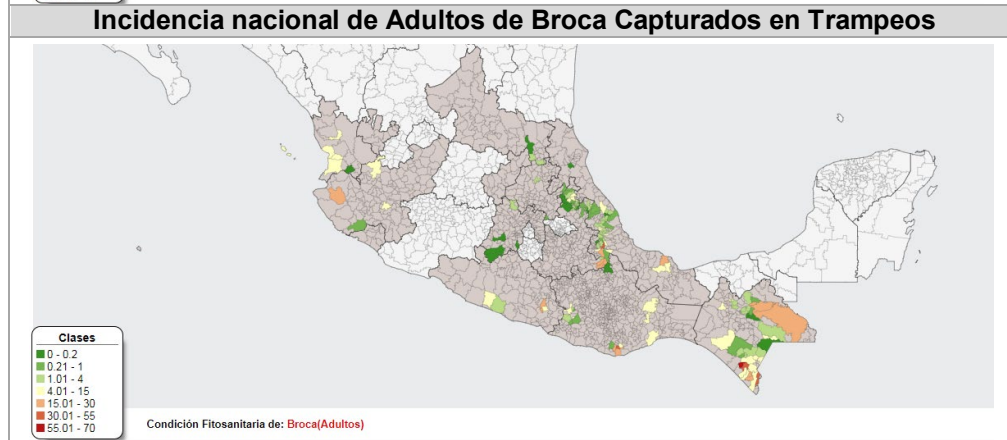 Incidencia nacional de Adultos de Broca Capturados en Trampeos
Clases
0 - 0.2
0.21 - 1
1.01 - 4
4.01 - 15
15.01 - 30
30.01 - 55
55.01 - 70
Condición Fitosanitaria de: Broca(Adultos)